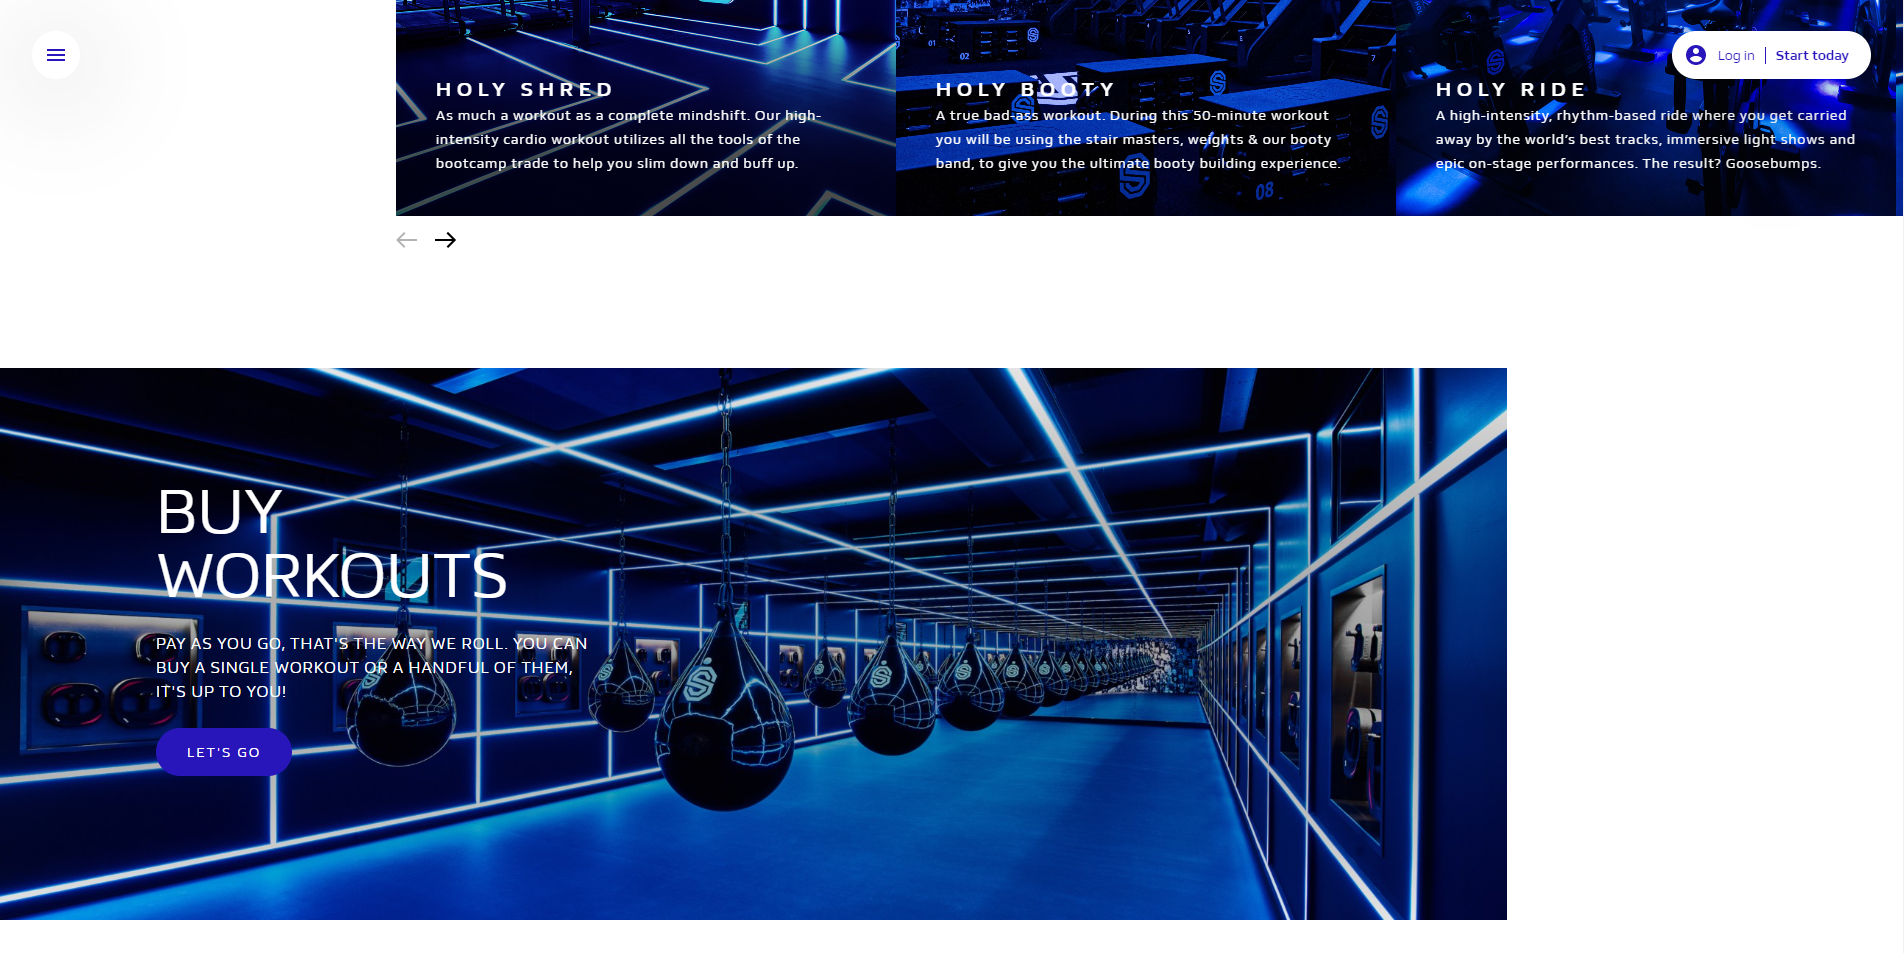 Log in
Start today
HOLY SHRED
As much a workout as a complete mindshift. Our high-
intensity cardio workout utilizes all the tools of the
bootcamp trade to help you slim down and buff up.
01
02
08
HOLY BOOTY
A true bad-ass workout. During this 50-minute workout
you will be using the stair masters, weights & our booty
band, to give you the ultimate booty building experience.
7
HOLY RIDE
A high-intensity, rhythm-based ride where you get carried
away by the world’s best tracks, immersive light shows and
epic on-stage performances. The result? Goosebumps.
BUY
WORKOUTS
PAY AS YOU GO, THAT'S THE WAY WE ROLL. YOU CAN
BUY A SINGLE WORKOUT OR A HANDFUL OF THEM,
IT'S UP TO YOU!
LET'S GO